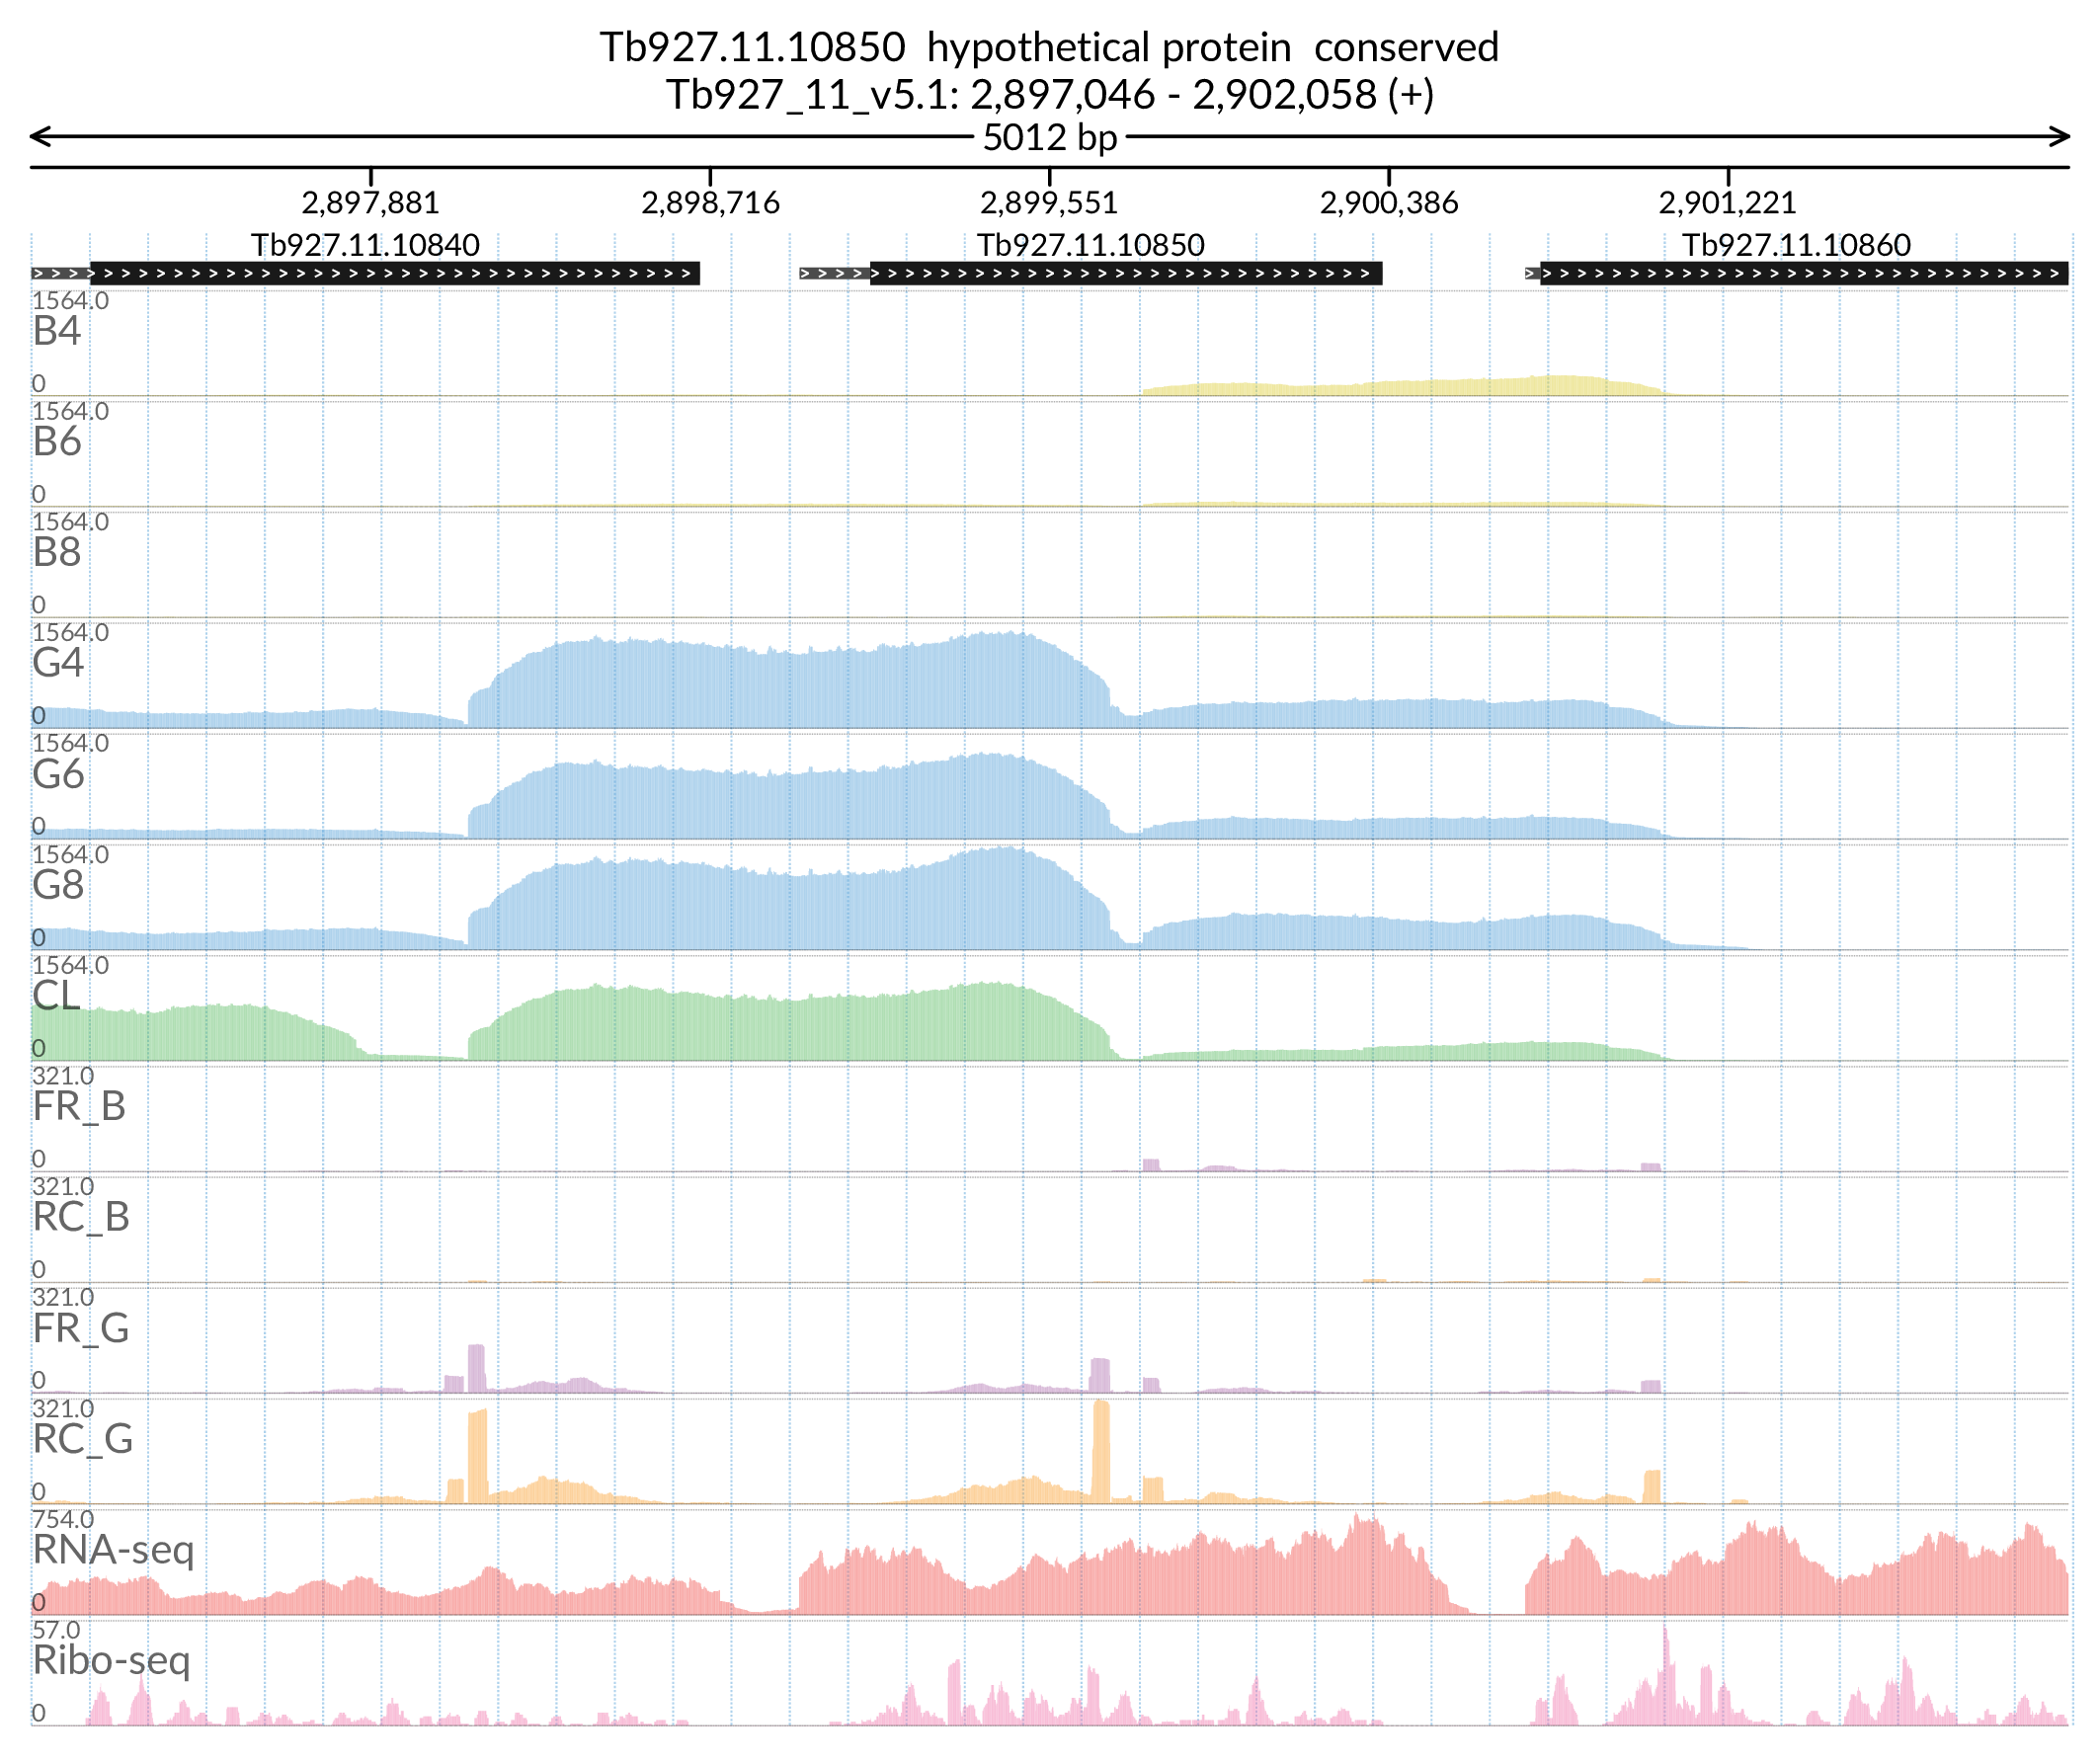 Tb927.11.10850 hypothetical protein conserved
Tb927_11_v5.1: 2,897,046 - 2,902,058 (+)
5012 bp
2,897,881 2,898,716 2,899,551 2,900,386 2,901,221
Tb927.11.10840 Tb927.11.10850 Tb927.11.10860
1564.0
B4
0
1564.0
B6
0
1564.0
B8
0
1564.0
G4
0
1564.0
G6
0
1564.0
G8
0
1564.0
CL
0
321.0
FR_B
0
321.0
RC_B
0
321.0
FR_G
0
321.0
RC_G
0
754.0
RNA-seq
0
57.0
Ribo-seq
0